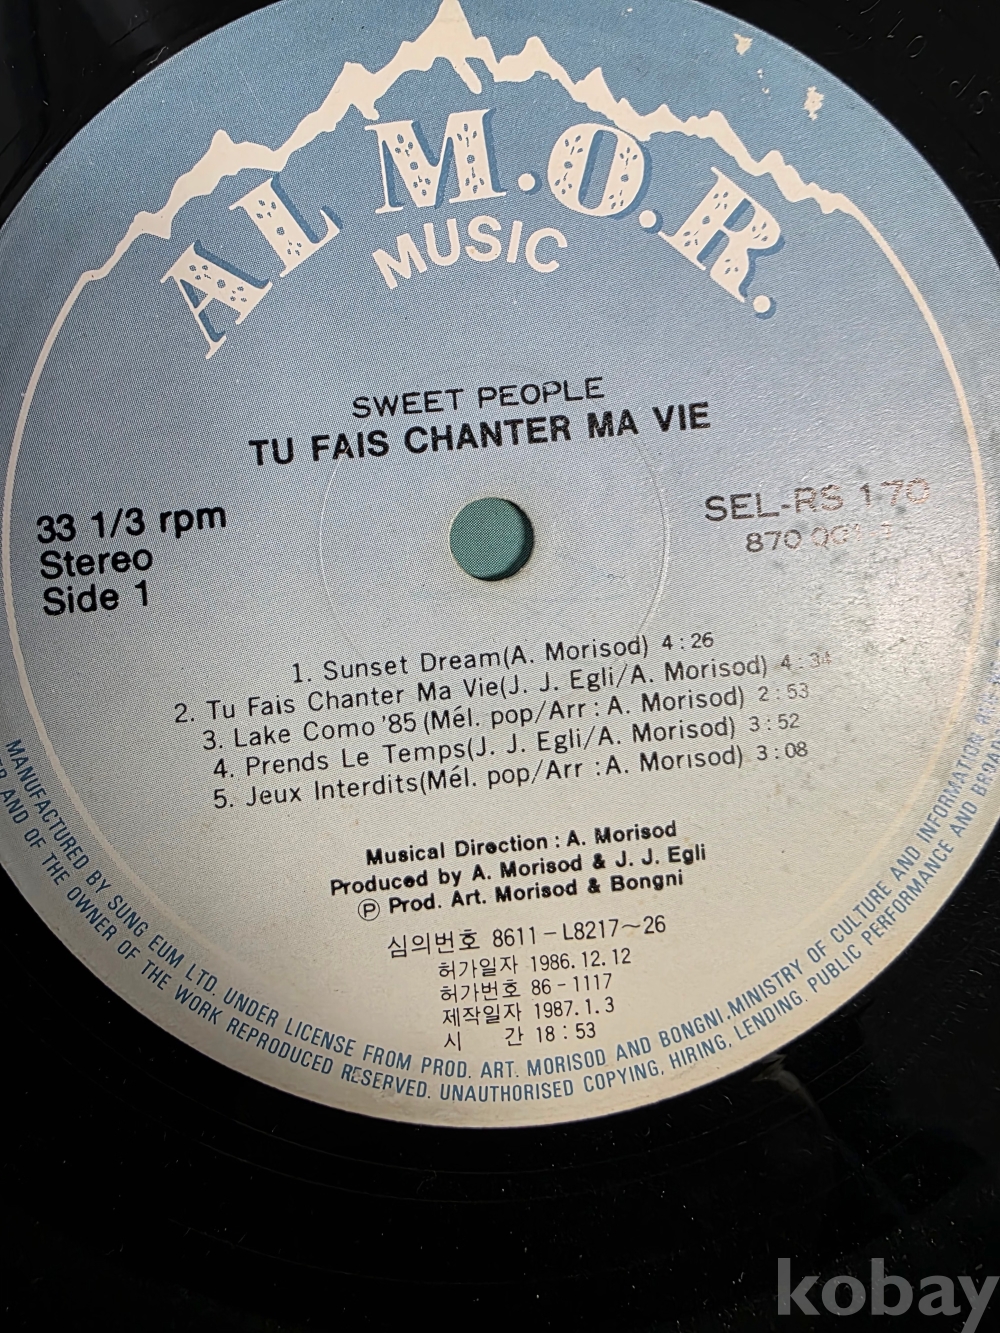 AL M.O.R.
MUSIC
SWEET PEOPLE
TU FAIS CHANTER MA VIE
33 1/3 rpm
Stereo
Side 1
SEL-RS 170
870
1. Sunset Dream(A. Morisod) 4:26
2. Tu Fais Chanter Ma Vie(J. J. Egli/A. Morisod) 4:34
3. Lake Como '85 (Mél. pop/Arr : A. Morisod) 2:53
4. Prends Le Temps(J. J. Egli/A. Morisod) 3:52
5. Jeux Interdits(Mél. pop/Arr :A. Morisod) 3:08
Musical Direction : A. Morisod
Produced by A. Morisod & J. J. Egli
Ⓟ Prod. Art. Morisod & Bongni
심의번호 8611-L8217~26
허가일자 1986.12.12
허가번호 86-1117
제작일자 1987.1.3
시 간 18:53
MANUFACTURED BY SUNG EUM LTD. UNDER LICENSE FROM PROD. ART. MORISOD AND BONGNI.MINISTRY OF CULTURE AND INFORMATION
AND OF THE OWNER OF THE WORK REPRODUCED RESERVED. UNAUTHORISED COPYING, HIRING, LENDING. PUBLIC PERFORMANCE AND
kobay